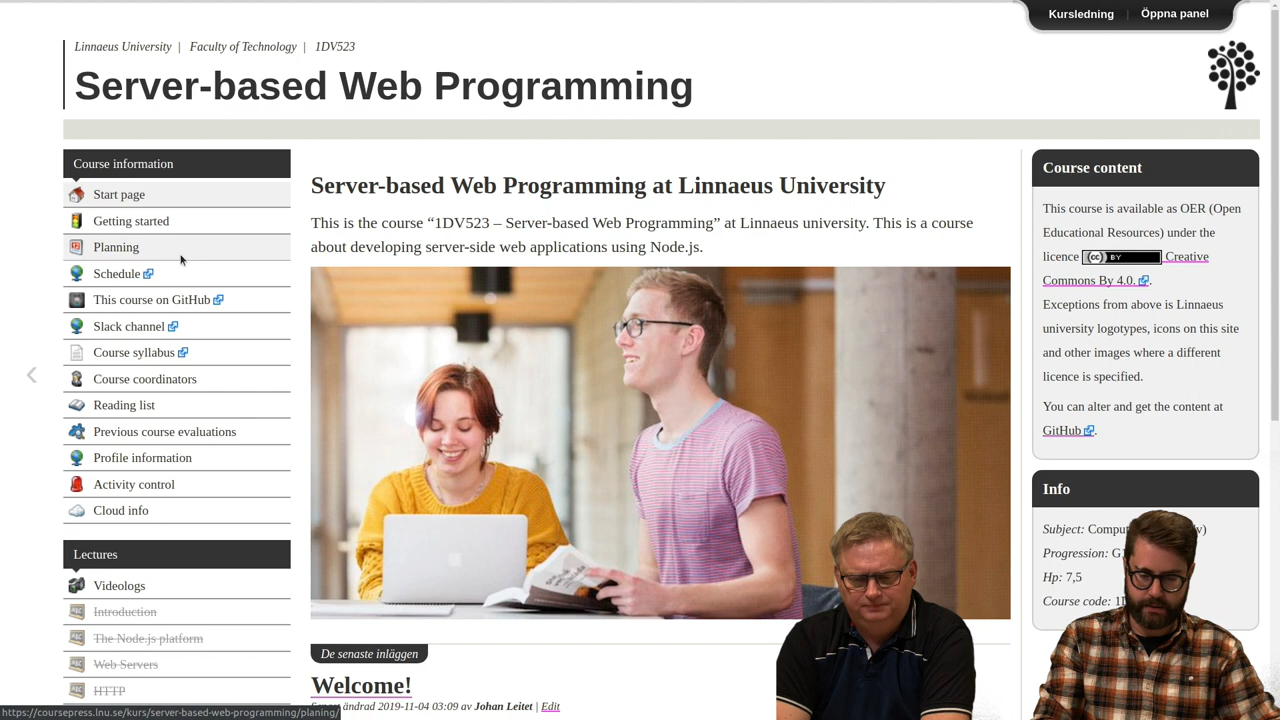 Kursledning | Öppna panel
Linnaeus University | Faculty of Technology | 1DV523
Server-based Web Programming
Course information
Start page
Getting started
Planning
Schedule
This course on GitHub
Slack channel
Course syllabus
Course coordinators
Reading list
Previous course evaluations
Profile information
Activity control
Cloud info
Lectures
Videologs
Introduction
The Node.js platform
Web Servers
HTTP
Server-based Web Programming at Linnaeus University
This is the course “1DV523 – Server-based Web Programming” at Linnaeus university. This is a course
about developing server-side web applications using Node.js.
De senaste inläggen
Welcome!
ändrad 2019-11-04 03:09 av Johan Leitet | Edit
Course content
This course is available as OER (Open
Educational Resources) under the
licence (cc) BY Creative
Commons By 4.0.
Exceptions from above is Linnaeus
university logotypes, icons on this site
and other images where a different
licence is specified.
You can alter and get the content at
GitHub.
Info
Subject:
Progression:
Hp: 7,5
Course code:
https://coursepress.lnu.se/kurs/server-based-web-programming/planing/